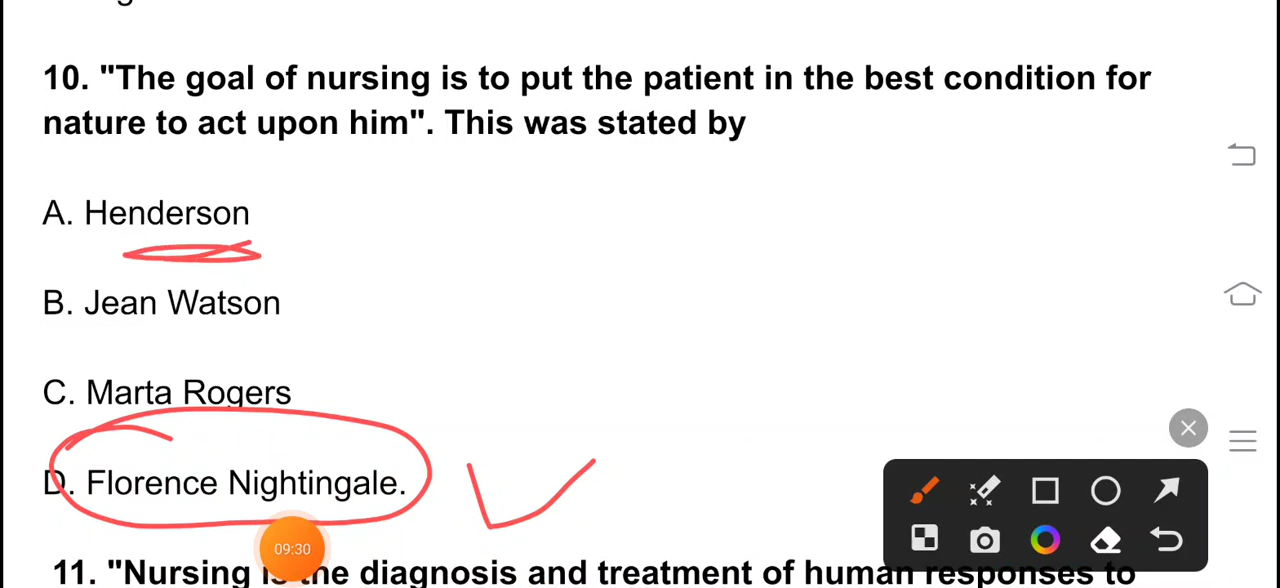 10. "The goal of nursing is to put the patient in the best condition for
nature to act upon him". This was stated by
A. Henderson
B. Jean Watson
C. Marta Rogers
D. Florence Nightingale.
09:30
11. "Nursing is the diagnosis and treatment of human responses to